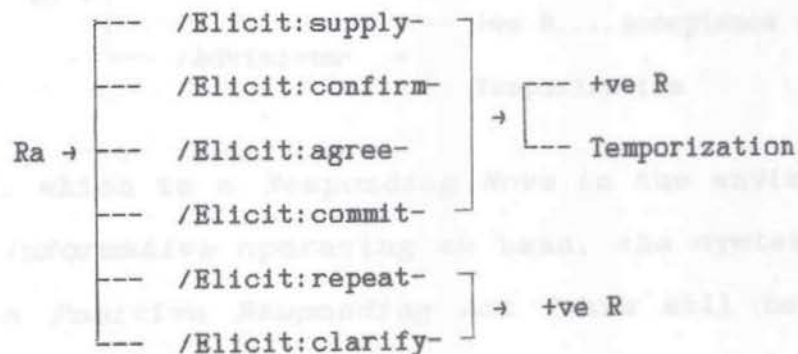 /Elicit:supply
/Elicit:confirm → +ve R
Ra → /Elicit:agree Temporization
/Elicit:commit
/Elicit:repeat → +ve R
/Elicit:clarify